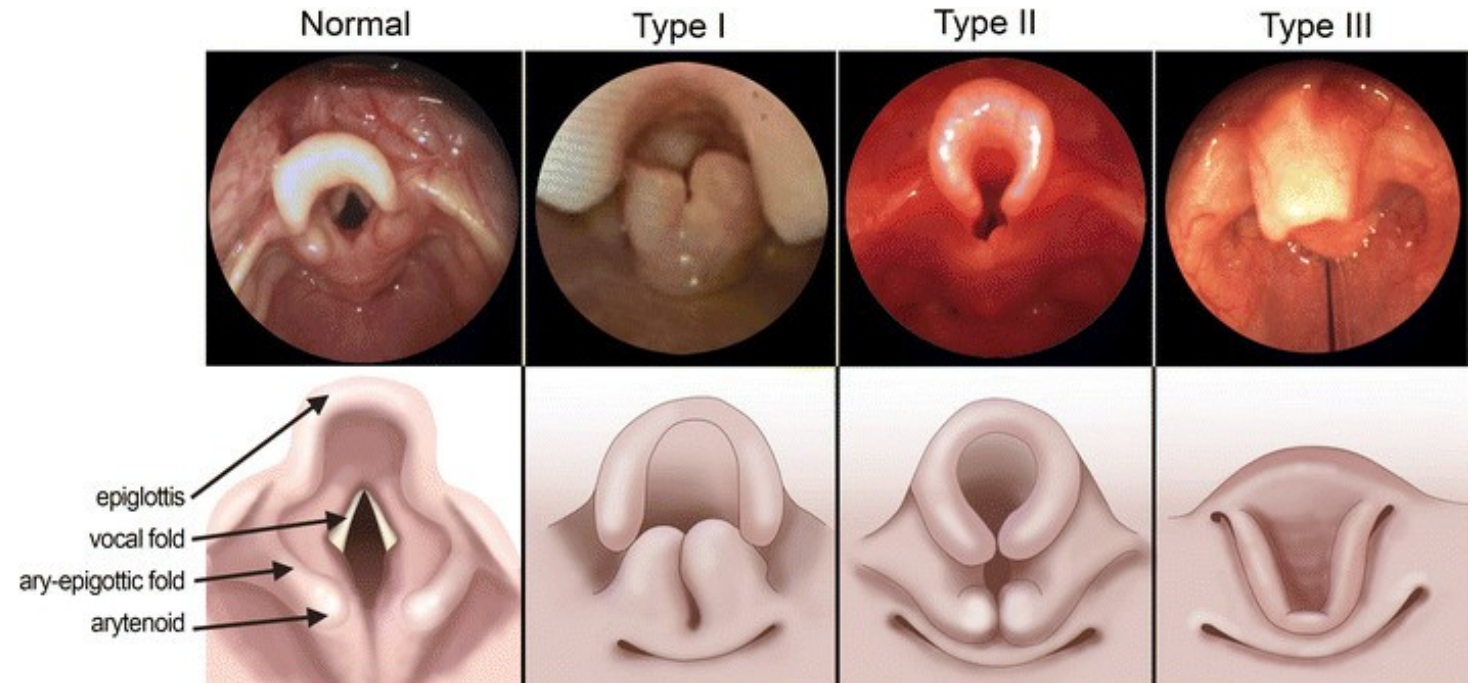 Normal
Type I
Type II
Type III
epiglottis
vocal fold
ary-epigottic fold
arytenoid